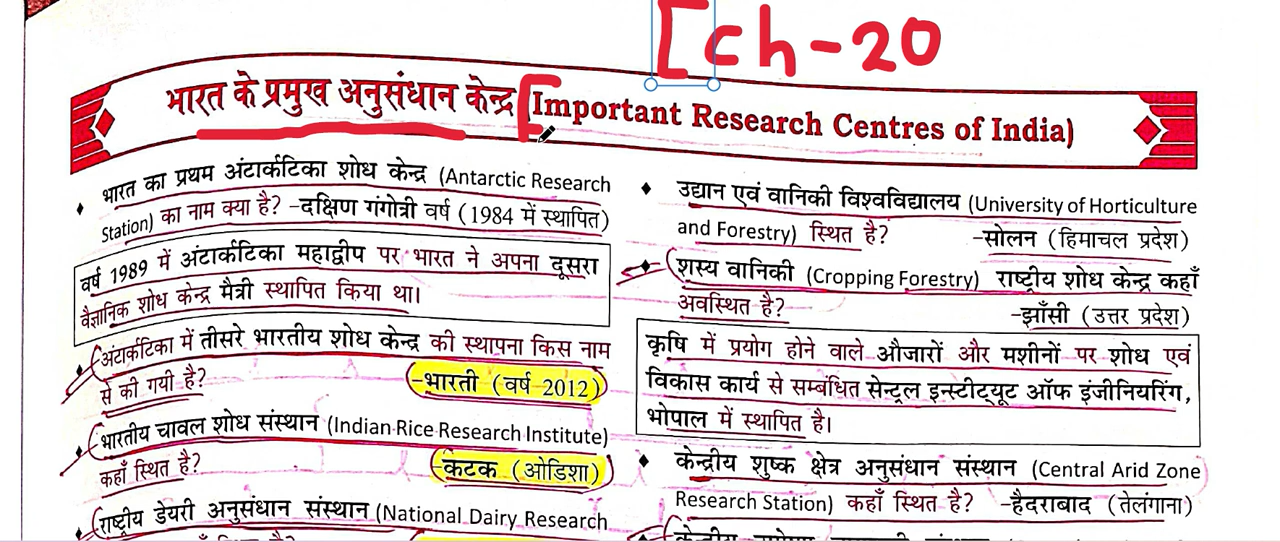 [ch-20
भारत के प्रमुख अनुसंधान केन्द्र (Important Research Centres of India)
भारत का प्रथम अंटार्कटिका शोध केन्द्र (Antarctic Research
Station) का नाम क्या है? -दक्षिण गंगोत्री वर्ष (1984 में स्थापित)
वर्ष 1989 में अंटार्कटिका महाद्वीप पर भारत ने अपना दूसरा
वैज्ञानिक शोध केन्द्र मैत्री स्थापित किया था।
अंटार्कटिका में तीसरे भारतीय शोध केन्द्र की स्थापना किस नाम
से की गयी है? -भारती (वर्ष 2012)
भारतीय चावल शोध संस्थान (Indian Rice Research Institute)
कहाँ स्थित है? -कटक (ओडिशा)
राष्ट्रीय डेयरी अनुसंधान संस्थान (National Dairy Research
उद्यान एवं वानिकी विश्वविद्यालय (University of Horticulture
and Forestry) स्थित है? -सोलन (हिमाचल प्रदेश)
शस्य वानिकी (Cropping Forestry) राष्ट्रीय शोध केन्द्र कहाँ
अवस्थित है? -झाँसी (उत्तर प्रदेश)
कृषि में प्रयोग होने वाले औजारों और मशीनों पर शोध एवं
विकास कार्य से सम्बंधित सेन्ट्रल इन्स्टीट्यूट ऑफ इंजीनियरिंग,
भोपाल में स्थापित है।
केन्द्रीय शुष्क क्षेत्र अनुसंधान संस्थान (Central Arid Zone
Research Station) कहाँ स्थित है? -हैदराबाद (तेलंगाना)